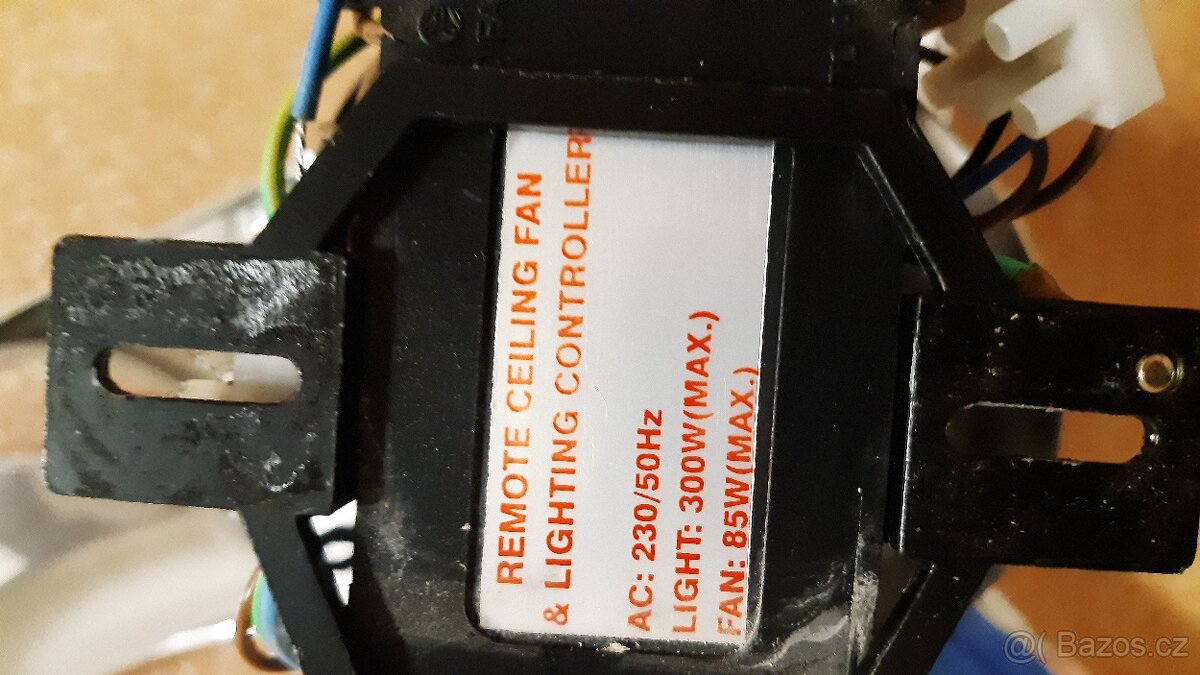 REMOTE CEILING FAN
& LIGHTING CONTROLLER
AC: 230/50Hz
LIGHT: 300W(MAX.)
FAN: 85W(MAX.)
@( Bazos.cz